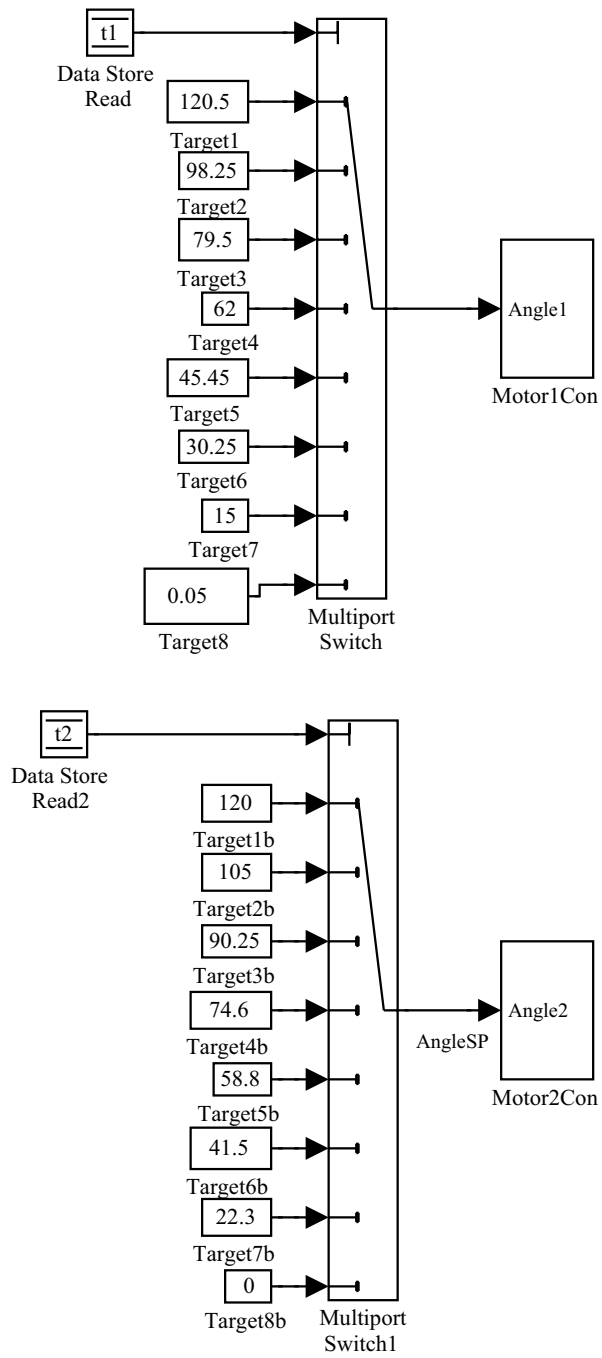 t1
Data Store
Read
120.5
Target1
98.25
Target2
79.5
Target3
62
Target4
45.45
Target5
30.25
Target6
15
Target7
0.05
Target8
Multiport
Switch
Angle1
Motor1Con
t2
Data Store
Read2
120
Target1b
105
Target2b
90.25
Target3b
74.6
Target4b
58.8
Target5b
41.5
Target6b
22.3
Target7b
0
Target8b
Multiport
Switch1
AngleSP
Angle2
Motor2Con